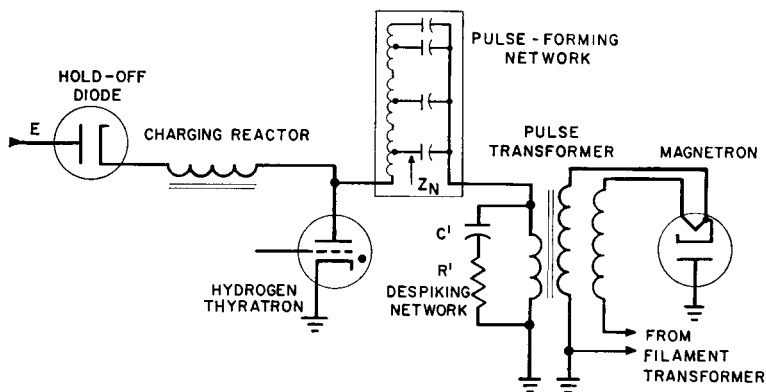 HOLD-OFF
DIODE
E
CHARGING REACTOR
PULSE-FORMING
NETWORK
Z_N
HYDROGEN
THYRATRON
C'
R'
DESPIKING
NETWORK
PULSE
TRANSFORMER
MAGNETRON
FROM
FILAMENT
TRANSFORMER